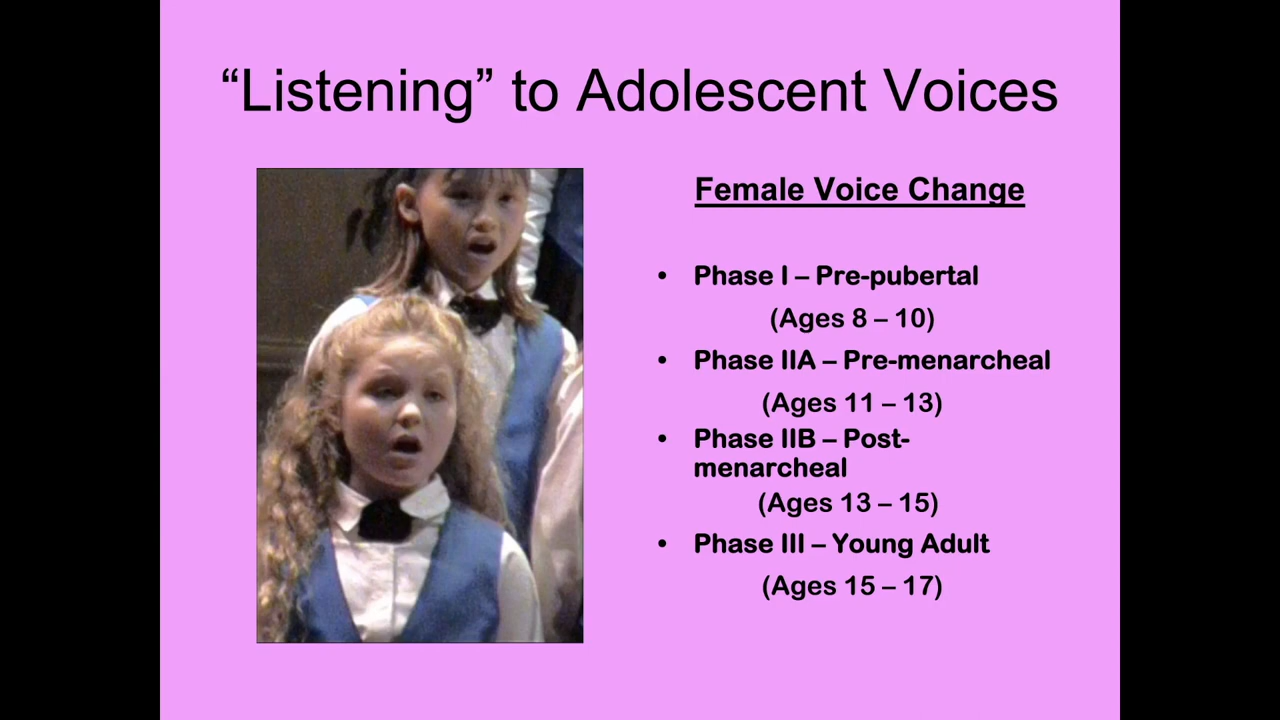 “Listening” to Adolescent Voices
Female Voice Change
• Phase I – Pre-pubertal
(Ages 8 – 10)
• Phase IIA – Pre-menarcheal
(Ages 11 – 13)
• Phase IIB – Post-
menarcheal
(Ages 13 – 15)
• Phase III – Young Adult
(Ages 15 – 17)